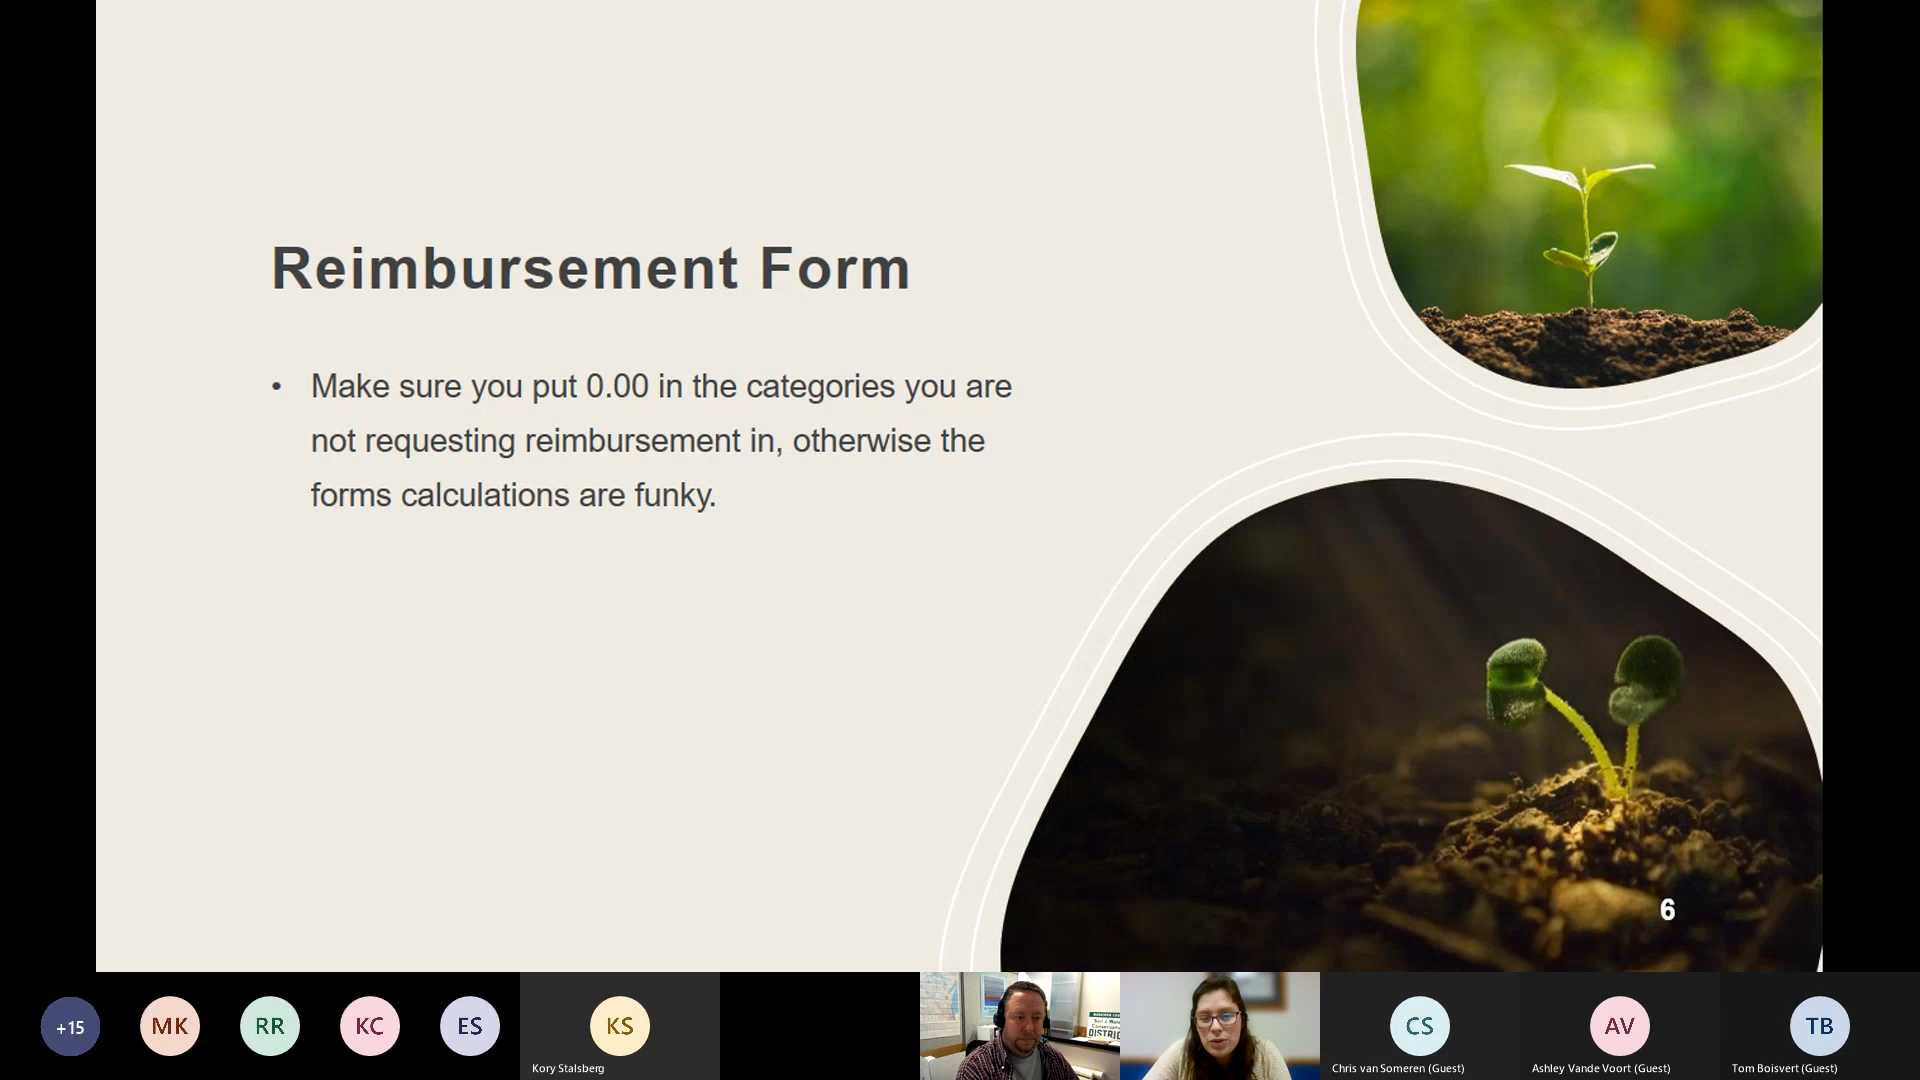 Reimbursement Form
• Make sure you put 0.00 in the categories you are
not requesting reimbursement in, otherwise the
forms calculations are funky.
6
+15
MK
RR
KC
ES
KS
Kory Stalsberg
DISTRIC
CS
Chris van Someren (Guest)
AV
Ashley Vande Voort (Guest)
TB
Tom Boisvert (Guest)